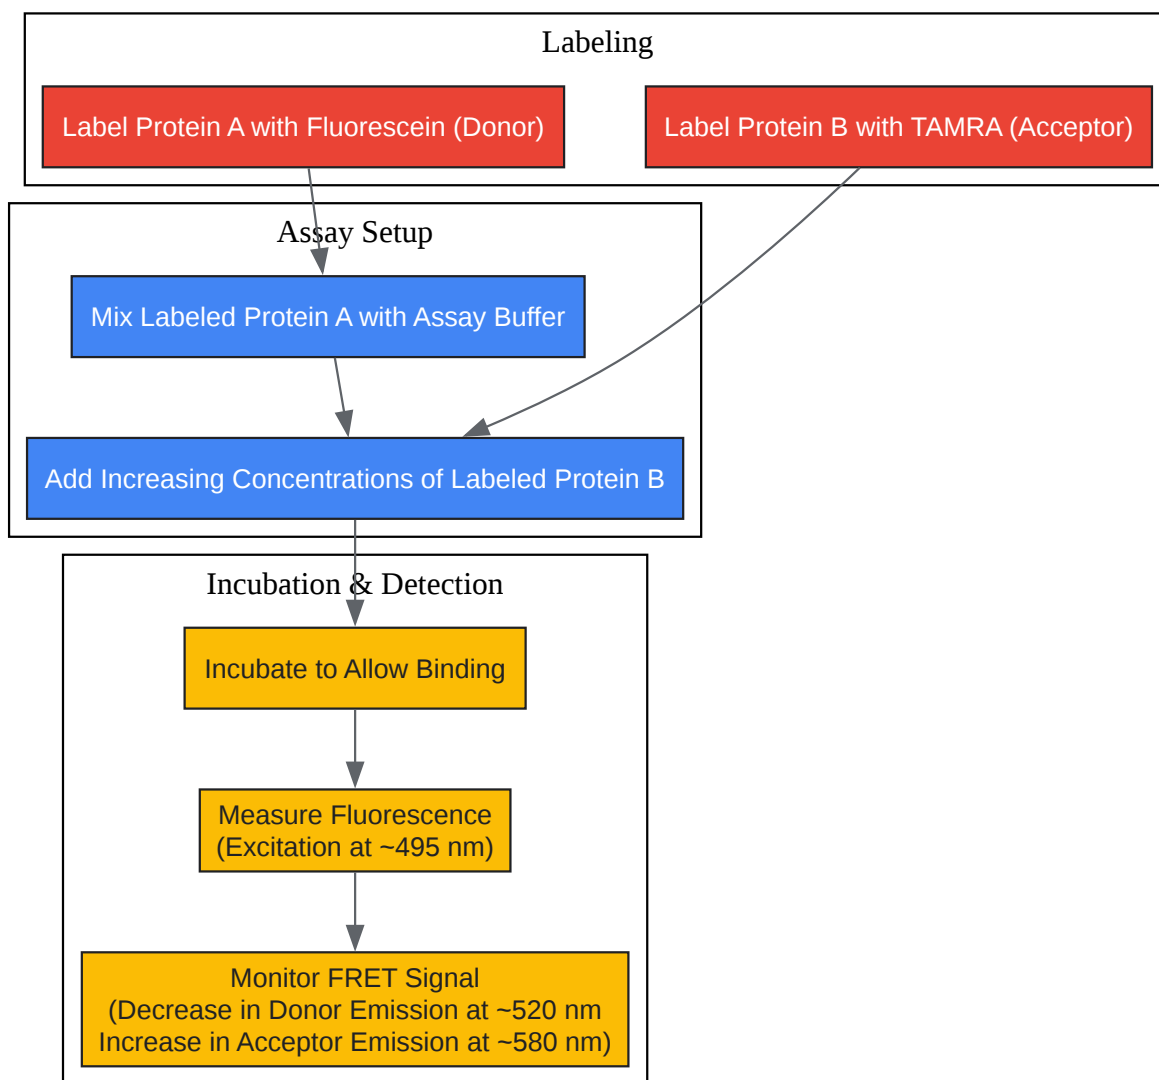 Labeling
Label Protein A with Fluorescein (Donor)
Label Protein B with TAMRA (Acceptor)
Assay Setup
Mix Labeled Protein A with Assay Buffer
Add Increasing Concentrations of Labeled Protein B
Incubation & Detection
Incubate to Allow Binding
Measure Fluorescence
(Excitation at ~495 nm)
Monitor FRET Signal
(Decrease in Donor Emission at ~520 nm
Increase in Acceptor Emission at ~580 nm)